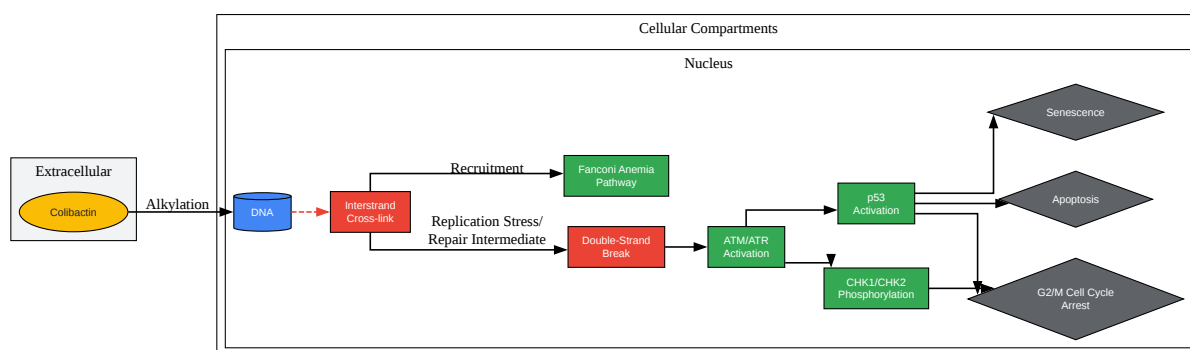 Cellular Compartments
Nucleus
Extracellular
Colibactin
Alkylation
DNA
Interstrand
Cross-link
Recruitment
Fanconi Anemia
Pathway
Replication Stress/
Repair Intermediate
Double-Strand
Break
ATM/ATR
Activation
p53
Activation
CHK1/CHK2
Phosphorylation
Senescence
Apoptosis
G2/M Cell Cycle
Arrest